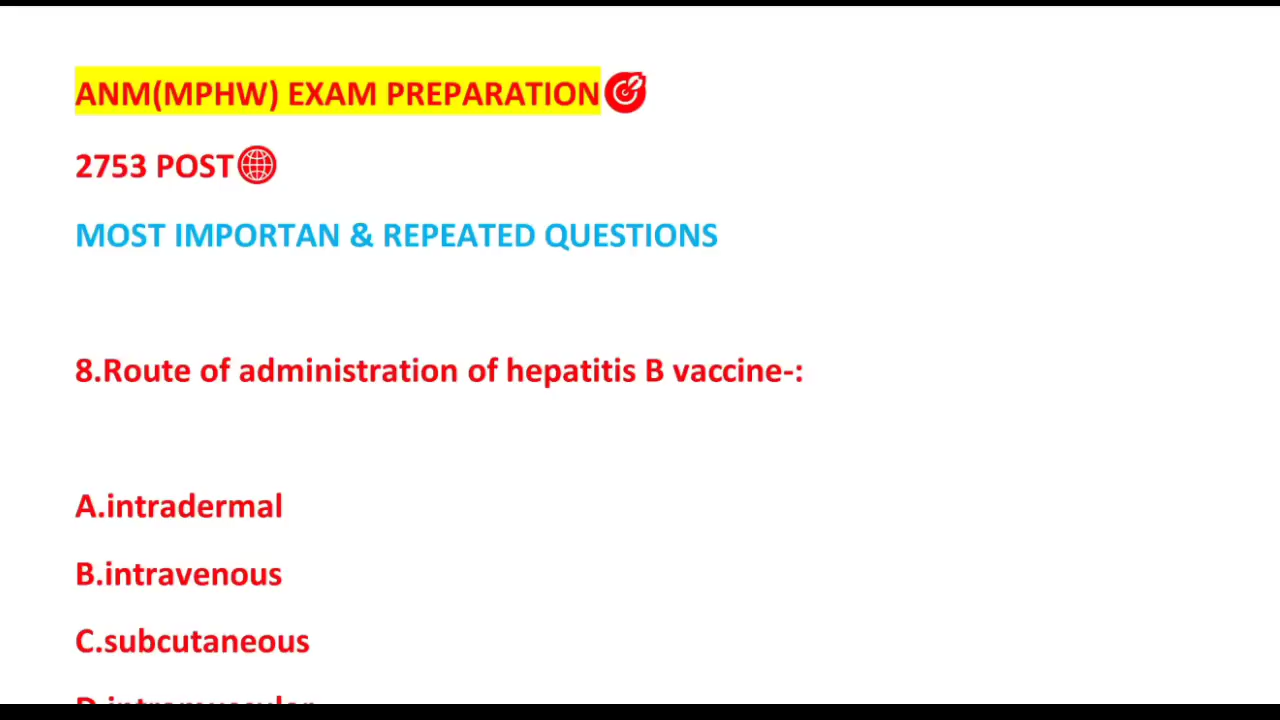 ANM(MPHW) EXAM PREPARATION
2753 POST
MOST IMPORTAN & REPEATED QUESTIONS
8.Route of administration of hepatitis B vaccine-:
A.intradermal
B.intravenous
C.subcutaneous
D.intramuscular